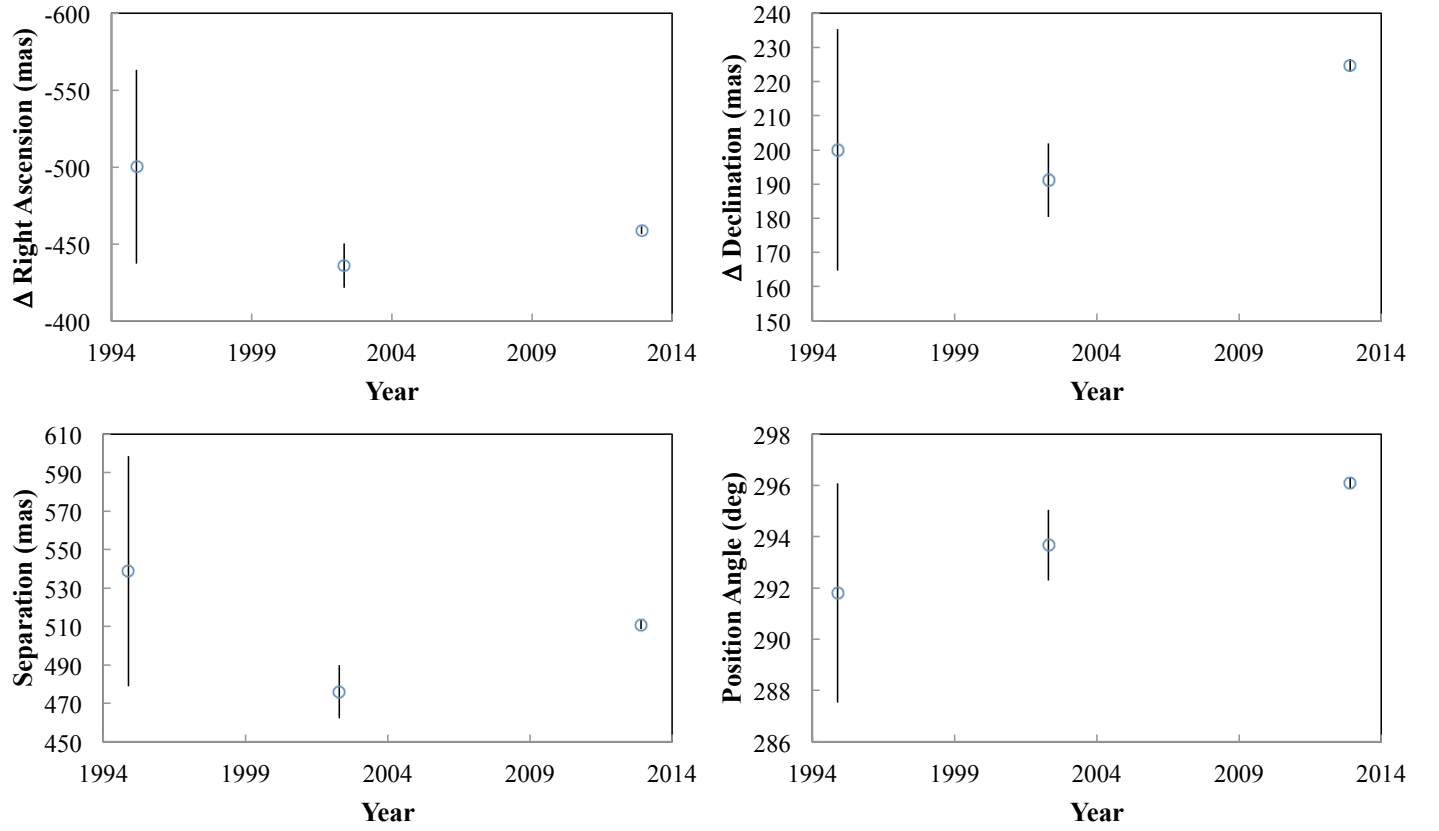 Δ Right Ascension (mas)
-600
-550
-500
-450
-400
1994 1999 2004 2009 2014
Year
Δ Declination (mas)
240
230
220
210
200
190
180
170
160
150
1994 1999 2004 2009 2014
Year
Separation (mas)
610
590
570
550
530
510
490
470
450
1994 1999 2004 2009 2014
Year
Position Angle (deg)
298
296
294
292
290
288
286
1994 1999 2004 2009 2014
Year